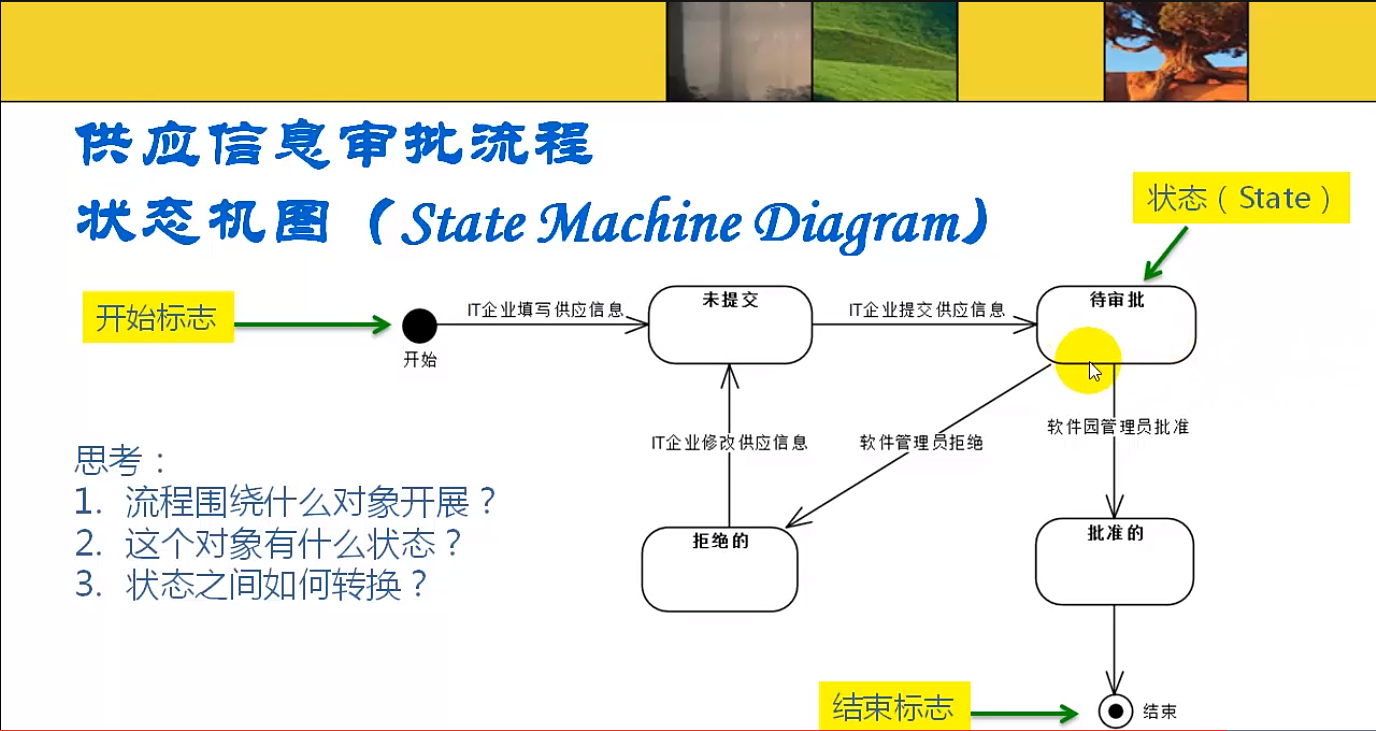 供应信息审批流程
状态机图（State Machine Diagram）
状态（State）
开始标志
开始
IT企业填写供应信息
未提交
IT企业提交供应信息
待审批
IT企业修改供应信息
软件管理员拒绝
软件园管理员批准
思考：
1. 流程围绕什么对象开展？
2. 这个对象有什么状态？
3. 状态之间如何转换？
拒绝的
批准的
结束标志
结束